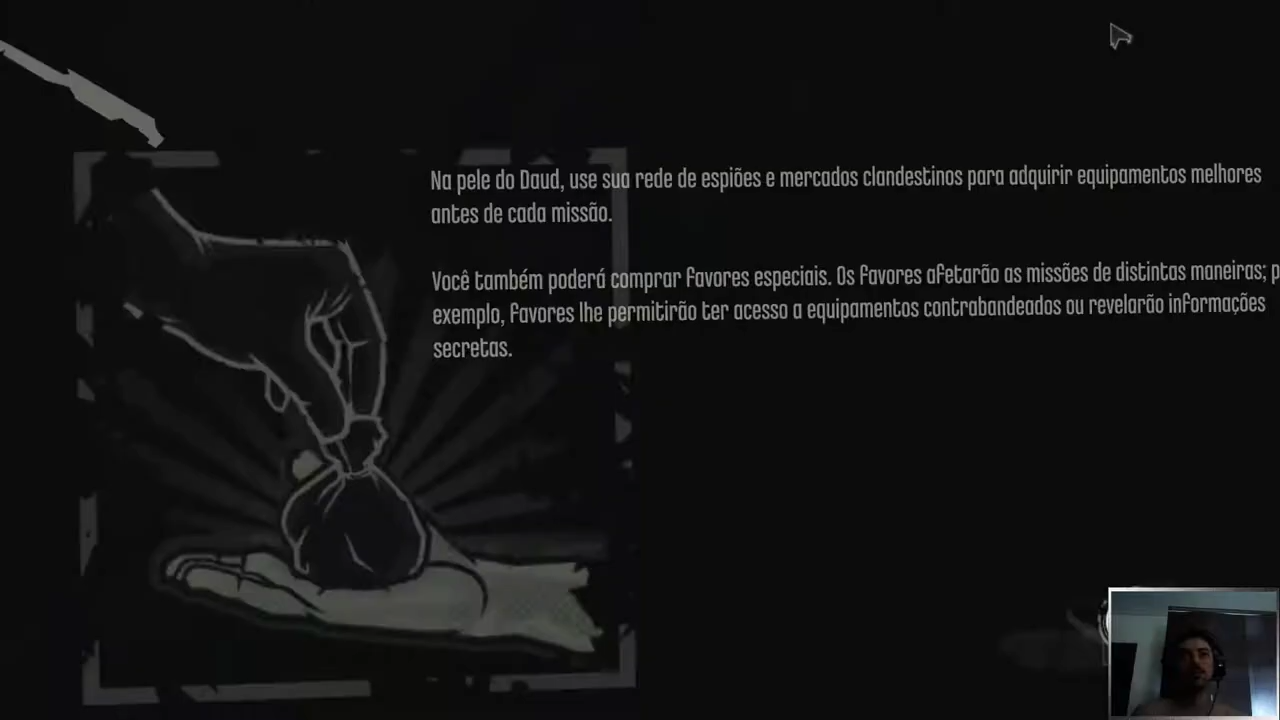 Na pele do Daud, use sua rede de espiões e mercados clandestinos para adquirir equipamentos melhores
antes de cada missão.
Você também poderá comprar favores especiais. Os favores afetarão as missões de distintas maneiras;
exemplo, favores lhe permitirão ter acesso a equipamentos contrabandeados ou revelarão informações
secretas.